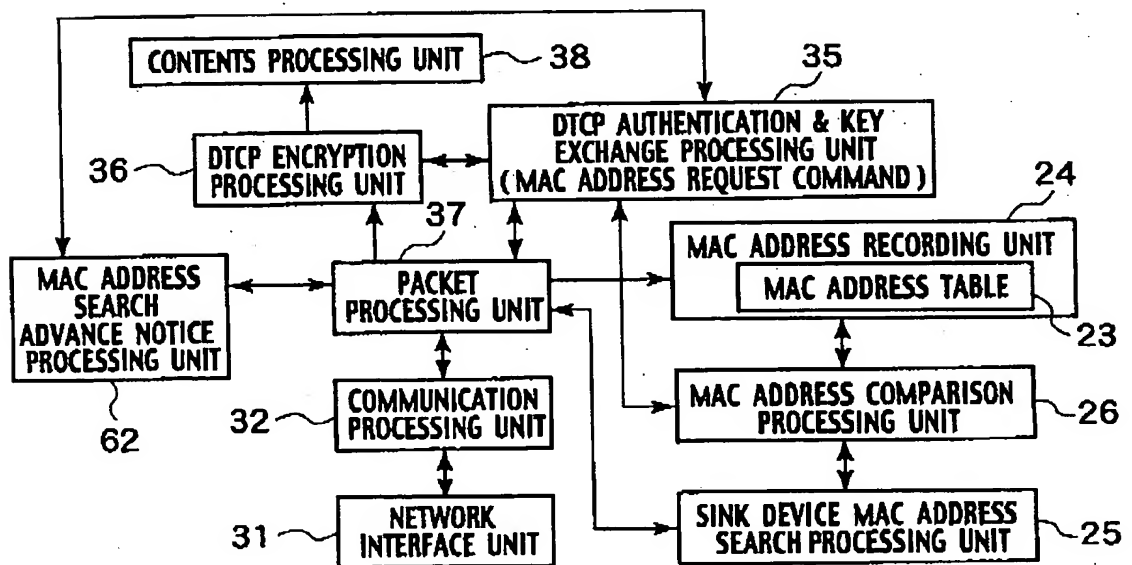 CONTENTS PROCESSING UNIT
38
35
DTCP AUTHENTICATION & KEY
EXCHANGE PROCESSING UNIT
(MAC ADDRESS REQUEST COMMAND)
36
DTCP ENCRYPTION
PROCESSING UNIT
24
37
MAC ADDRESS RECORDING UNIT
MAC ADDRESS TABLE
23
MAC ADDRESS
SEARCH
ADVANCE NOTICE
PROCESSING UNIT
62
PACKET
PROCESSING UNIT
32
COMMUNICATION
PROCESSING UNIT
MAC ADDRESS COMPARISON
PROCESSING UNIT
26
31
NETWORK
INTERFACE UNIT
SINK DEVICE MAC ADDRESS
SEARCH PROCESSING UNIT
25